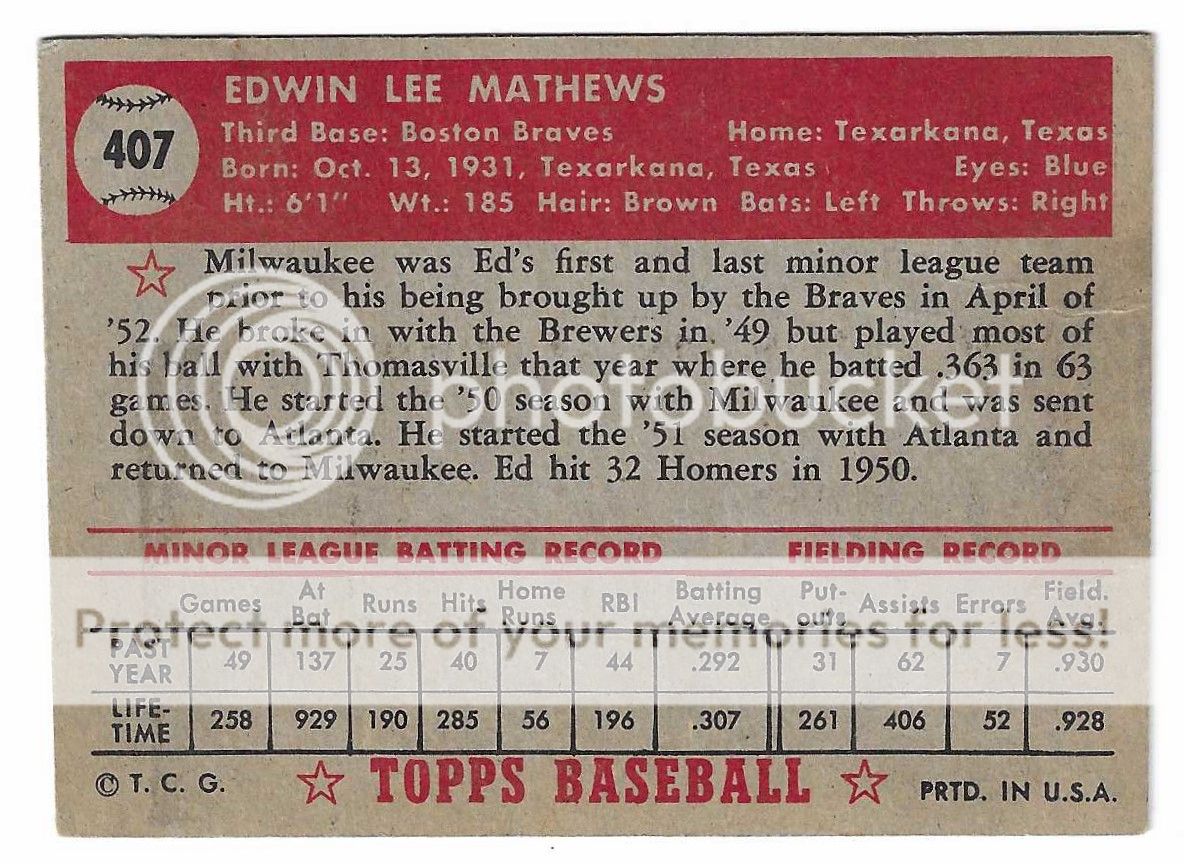 407
EDWIN LEE MATHEWS
Third Base: Boston Braves Home: Texarkana, Texas
Born: Oct. 13, 1931, Texarkana, Texas Eyes: Blue
Ht.: 6'1" Wt.: 185 Hair: Brown Bats: Left Throws: Right
Milwaukee was Ed's first and last minor league team
prior to his being brought up by the Braves in April of
'52. He broke in with the Brewers in '49 but played most of
his ball with Thomasville that year where he batted .363 in 63
games. He started the '50 season with Milwaukee and was sent
down to Atlanta. He started the '51 season with Atlanta and
returned to Milwaukee. Ed hit 32 Homers in 1950.
photobucket
MINOR LEAGUE BATTING RECORD FIELDING RECORD
Games At Bat Runs Hits Home Runs RBI Batting Average Put-outs Assists Errors Field. Avg.
Protect more of your memories for less!
PAST YEAR 49 137 25 40 7 44 .292 31 62 7 .930
LIFE-TIME 258 929 190 285 56 196 .307 261 406 52 .928
© T. C. G. TOPPS BASEBALL PRTD. IN U.S.A.